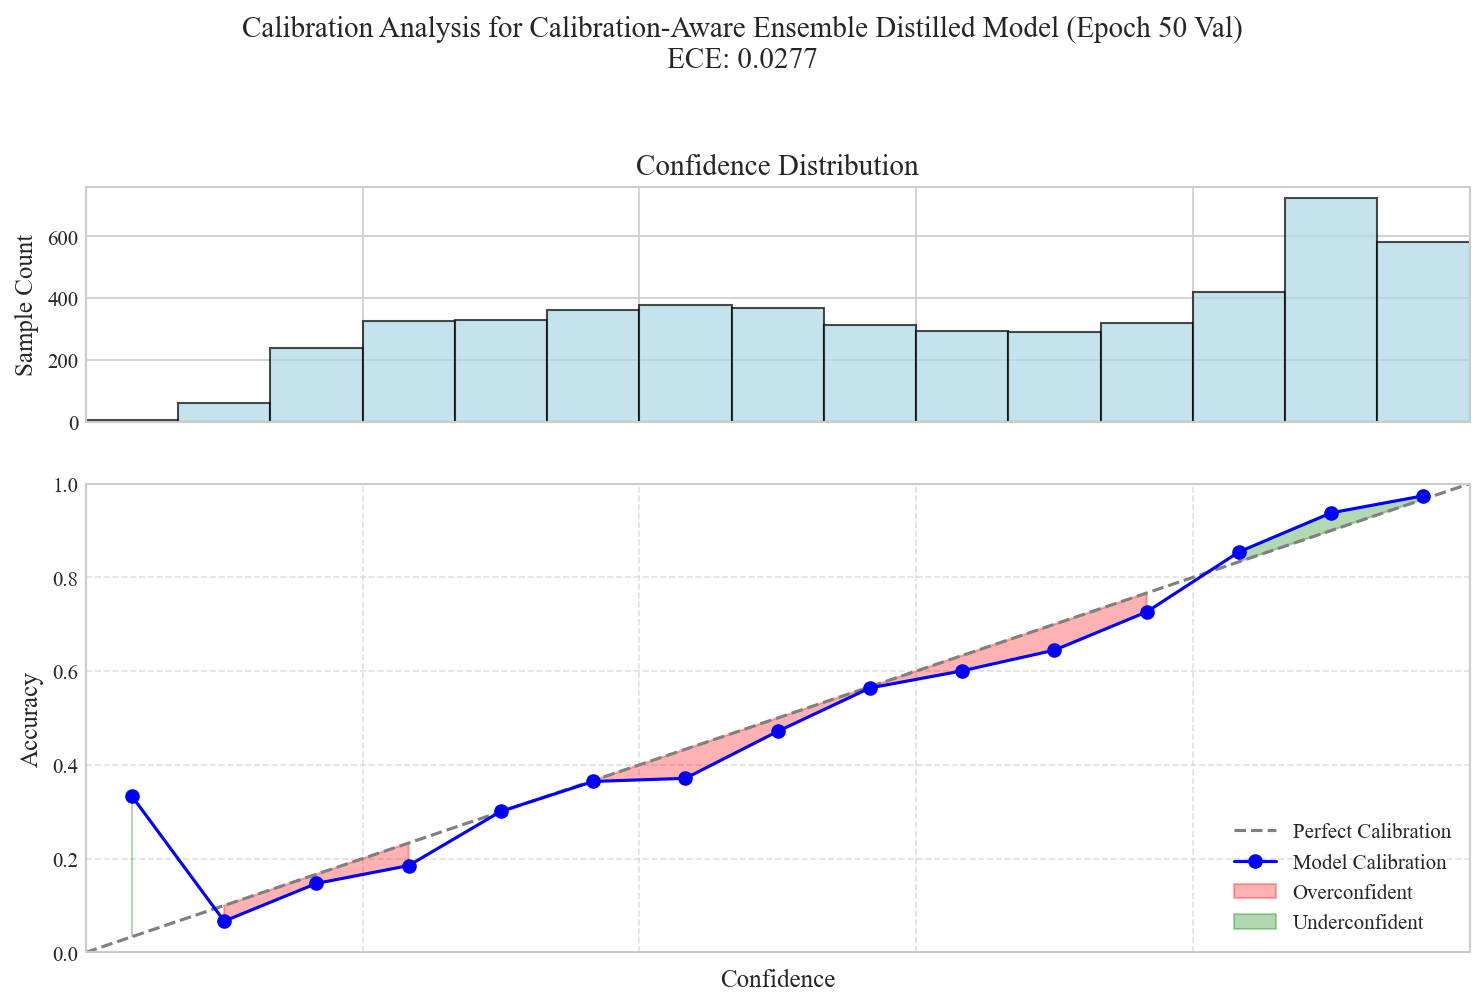 Calibration Analysis for Calibration-Aware Ensemble Distilled Model (Epoch 50 Val)
ECE: 0.0277
Confidence Distribution
Sample Count
600
400
200
0
Accuracy
1.0
0.8
0.6
0.4
0.2
0.0
Perfect Calibration
Model Calibration
Overconfident
Underconfident
Confidence